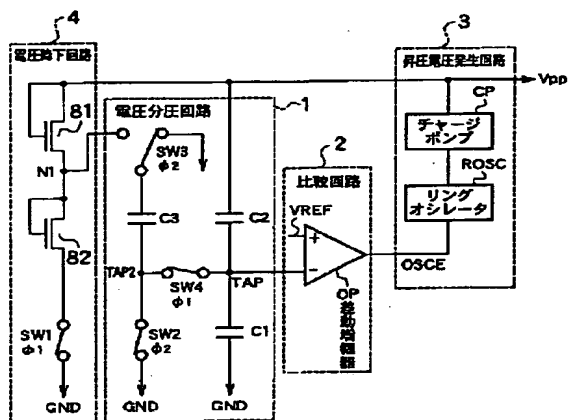 4
電圧降下回路
81
N1
82
SW1
φ1
GND
電圧分圧回路
1
SW3
φ2
C3
C2
TAP2
SW4
φ1
TAP
SW2
φ2
C1
GND
GND
2
比較回路
VREF
+
-
OP
差動増幅器
3
昇圧電圧発生回路
Vpp
CP
チャージ
ポンプ
ROSC
リング
オシレータ
OSCE